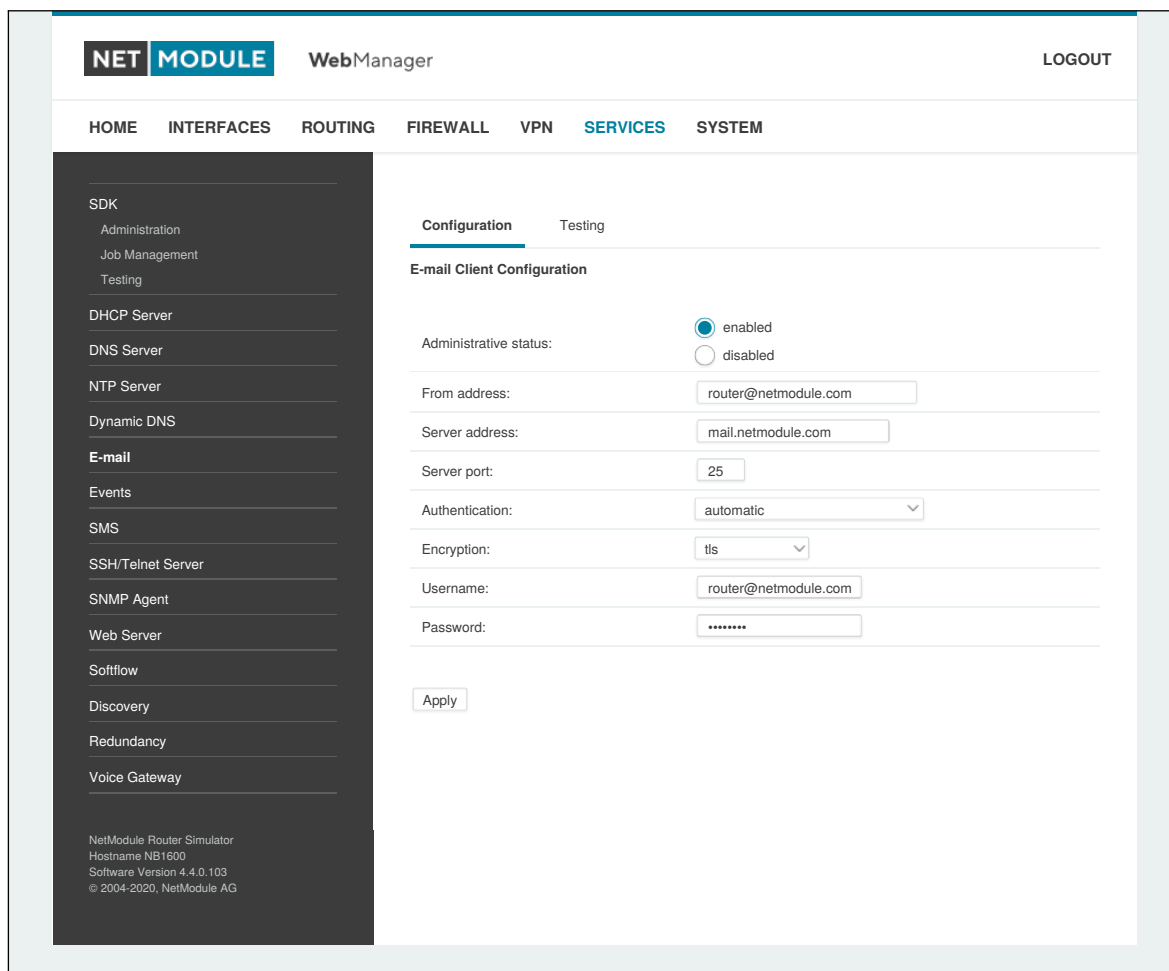 NET MODULE WebManager LOGOUT
HOME INTERFACES ROUTING FIREWALL VPN SERVICES SYSTEM
SDK
Administration
Job Management
Testing
DHCP Server
DNS Server
NTP Server
Dynamic DNS
E-mail
Events
SMS
SSH/Telnet Server
SNMP Agent
Web Server
Softflow
Discovery
Redundancy
Voice Gateway
NetModule Router Simulator
Hostname NB1600
Software Version 4.4.0.103
© 2004-2020, NetModule AG
Configuration Testing
E-mail Client Configuration
Administrative status: enabled
disabled
From address: router@netmodule.com
Server address: mail.netmodule.com
Server port: 25
Authentication: automatic
Encryption: tls
Username: router@netmodule.com
Password: ••••••••
Apply